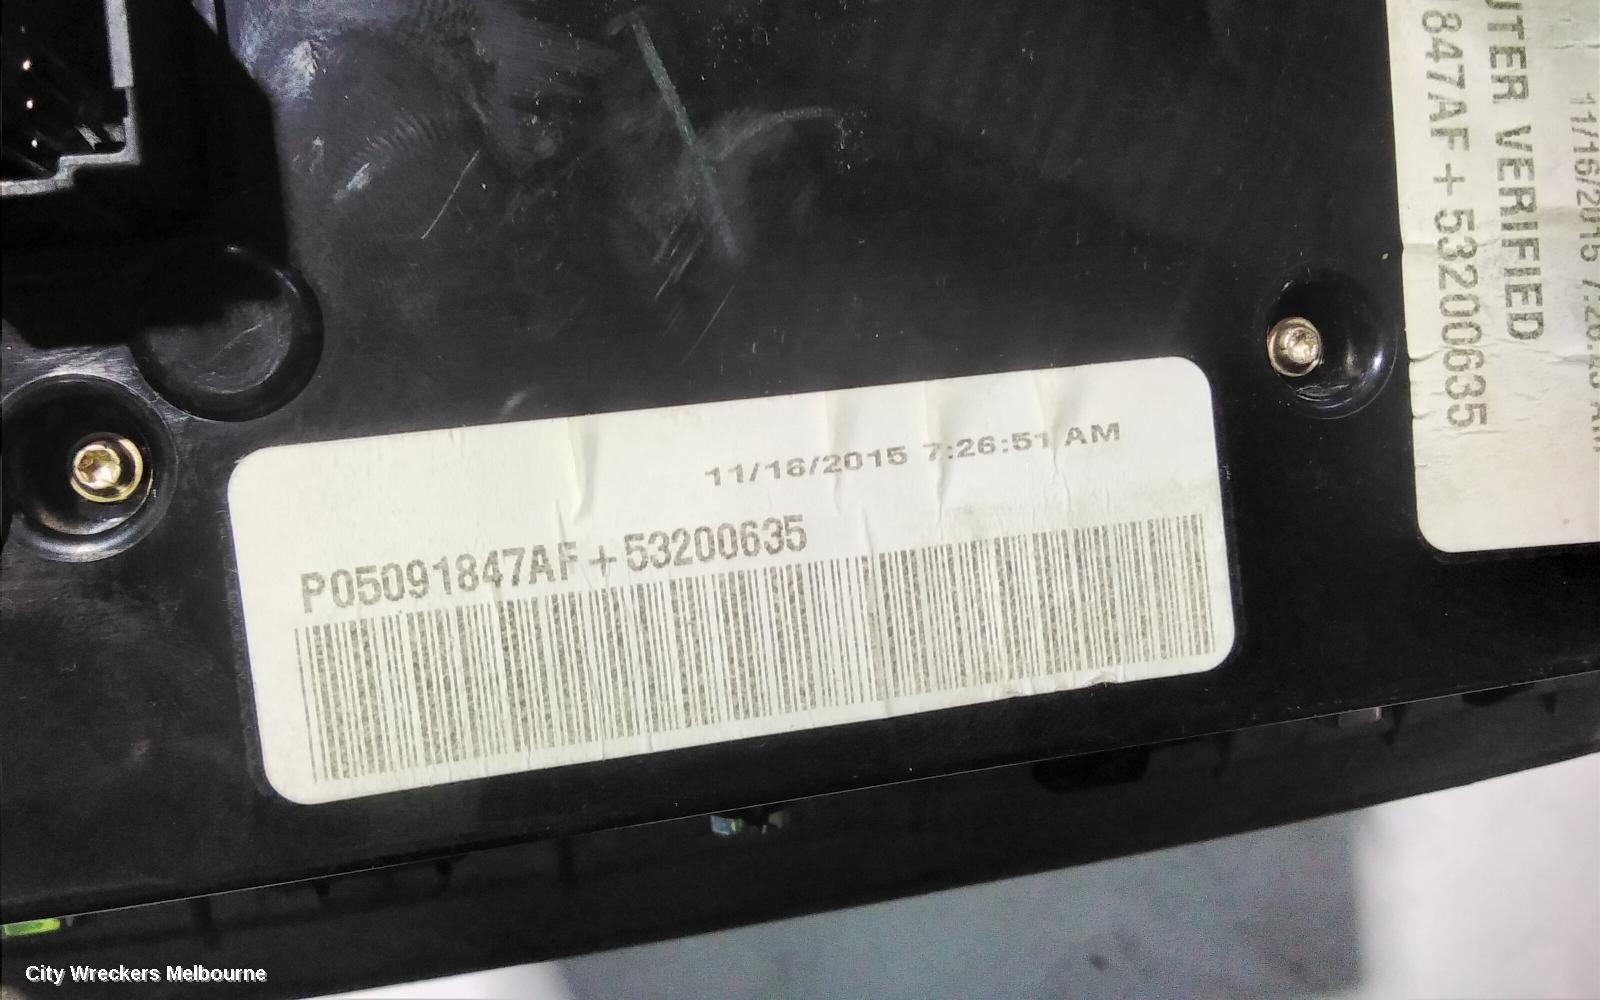 11/16/2015 7:26:51 AM
P05091847AF+53200635
UTER VERIFIED
847AF+53200635
11/16/2015
City Wreckers Melbourne